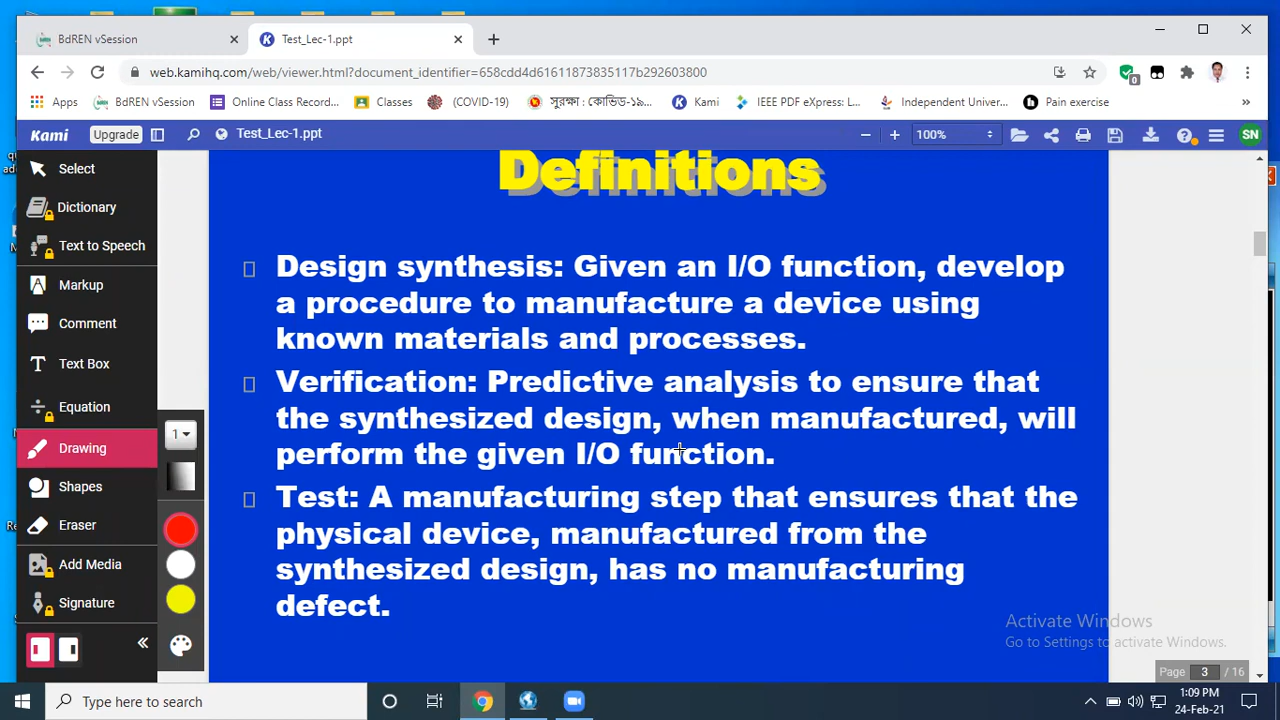 BdREN vSession
Test_Lec-1.ppt
web.kamihq.com/web/viewer.html?document_identifier=658cdd4d61611873835117b292603800
Apps
BdREN vSession
Online Class Record...
Classes
(COVID-19)
সুরক্ষা : কোভিড-১৯...
Kami
IEEE PDF eXpress: L...
Independent Univer...
Pain exercise
»
Kami
Upgrade
Test_Lec-1.ppt
100%
SN
Select
Dictionary
Text to Speech
Markup
Comment
Text Box
Equation
Drawing
Shapes
Eraser
Add Media
Signature
1
Definitions
Design synthesis: Given an I/O function, develop
a procedure to manufacture a device using
known materials and processes.
Verification: Predictive analysis to ensure that
the synthesized design, when manufactured, will
perform the given I/O function.
Test: A manufacturing step that ensures that the
physical device, manufactured from the
synthesized design, has no manufacturing
defect.
Activate Windows
Go to Settings to activate Windows.
Page 3 / 16
Type here to search
1:09 PM
24-Feb-21